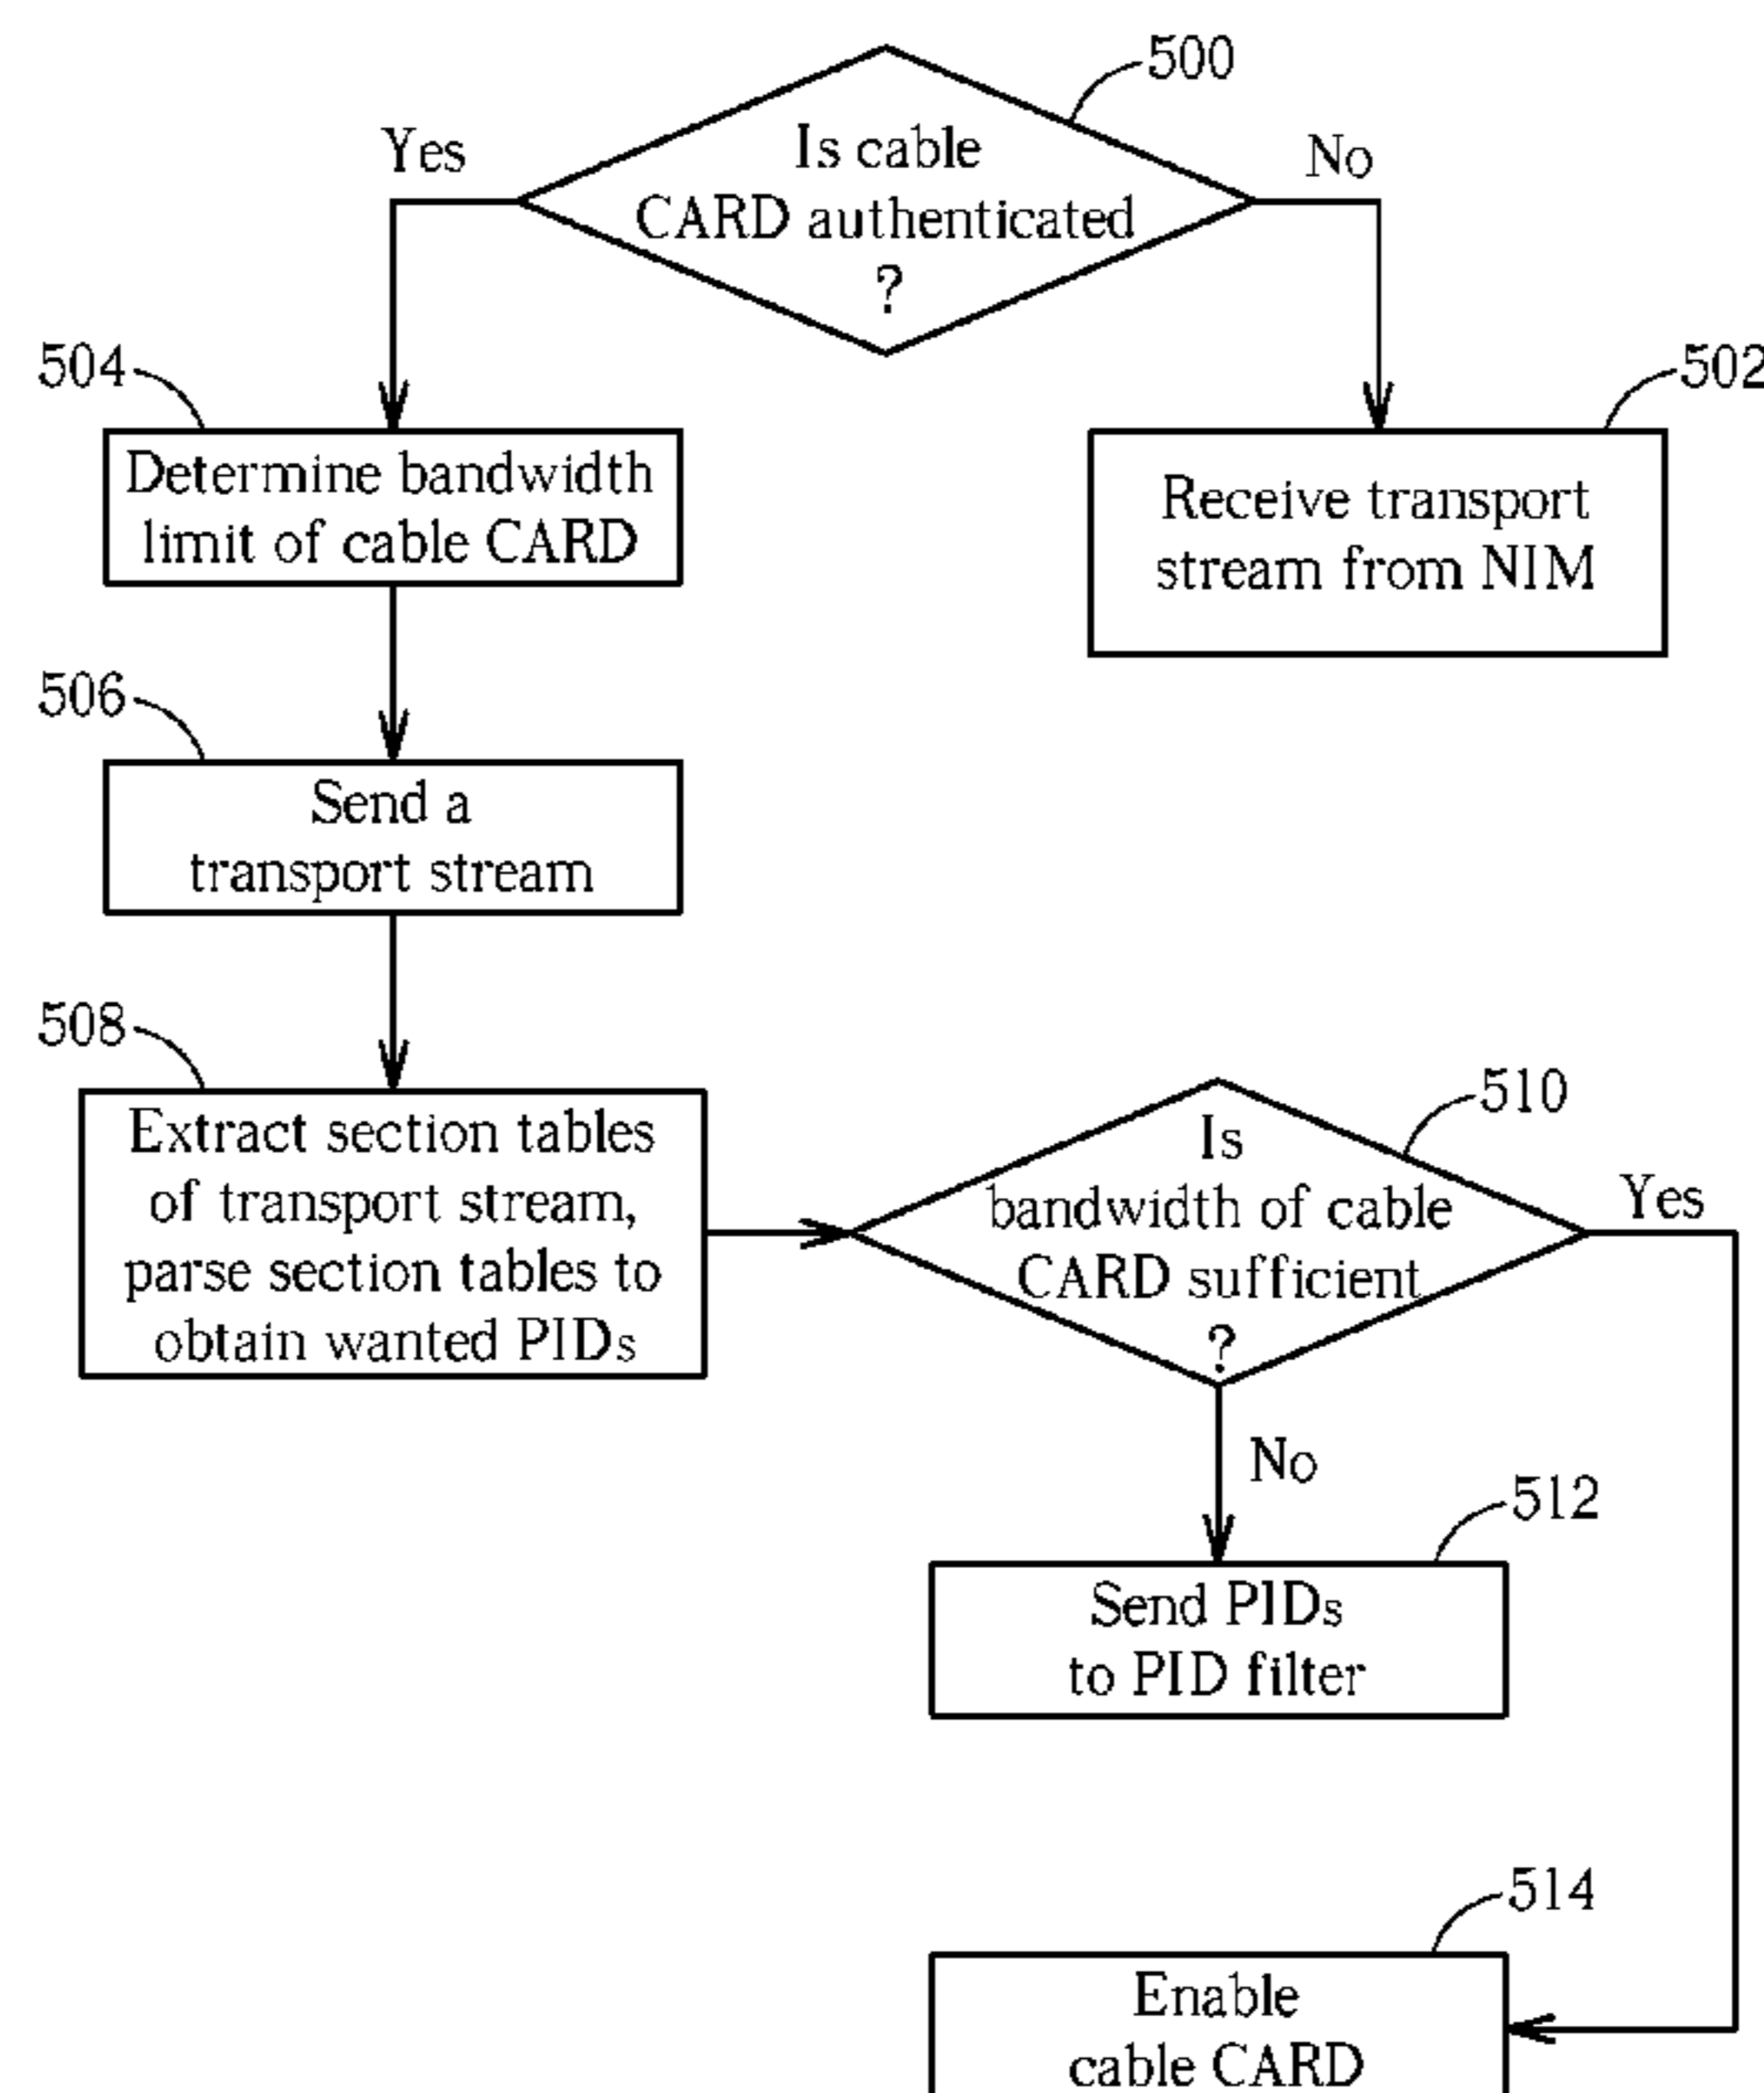 500
Yes
Is cable
CARD authenticated
?
No
504
Determine bandwidth
limit of cable CARD
502
Receive transport
stream from NIM
506
Send a
transport stream
508
Extract section tables
of transport stream,
parse section tables to
obtain wanted PIDs
510
Is
bandwidth of cable
CARD sufficient
?
Yes
No
512
Send PIDs
to PID filter
514
Enable
cable CARD